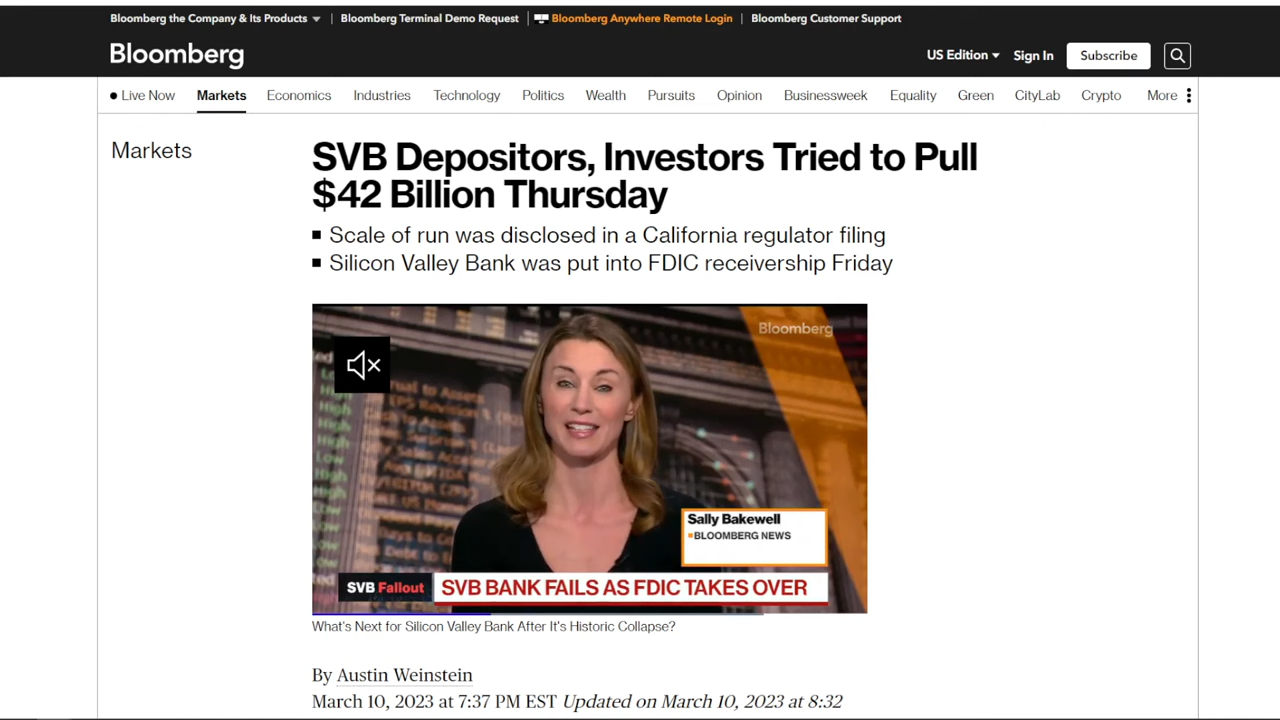 Bloomberg the Company & Its Products
Bloomberg Terminal Demo Request
Bloomberg Anywhere Remote Login
Bloomberg Customer Support
Bloomberg
US Edition
Sign In
Subscribe
Live Now
Markets
Economics
Industries
Technology
Politics
Wealth
Pursuits
Opinion
Businessweek
Equality
Green
CityLab
Crypto
More
Markets
SVB Depositors, Investors Tried to Pull
$42 Billion Thursday
Scale of run was disclosed in a California regulator filing
Silicon Valley Bank was put into FDIC receivership Friday
Bloomberg
High
Low
High
Low
Sally Bakewell
BLOOMBERG NEWS
SVB Fallout
SVB BANK FAILS AS FDIC TAKES OVER
What's Next for Silicon Valley Bank After It's Historic Collapse?
By Austin Weinstein
March 10, 2023 at 7:37 PM EST Updated on March 10, 2023 at 8:32